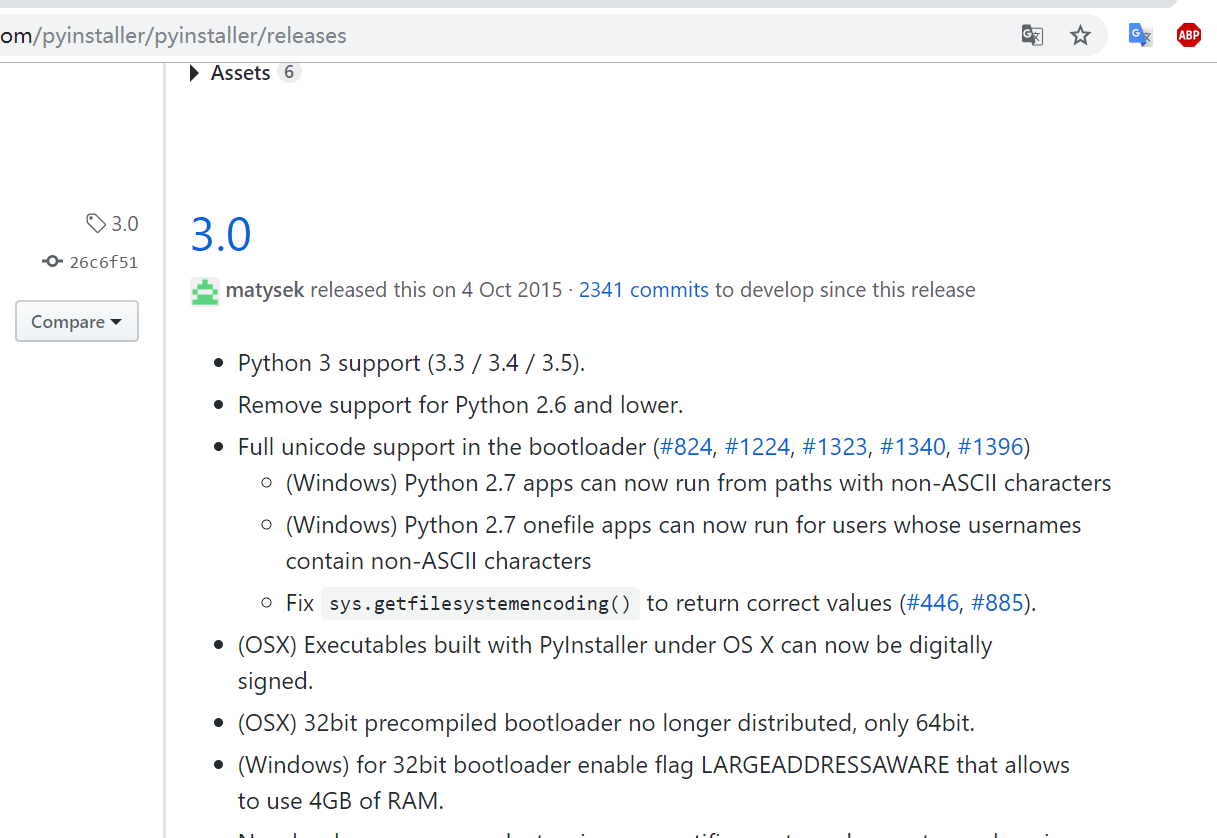 om/pyinstaller/pyinstaller/releases
ABP
Assets 6
3.0
26c6f51
Compare
3.0
matysek released this on 4 Oct 2015 · 2341 commits to develop since this release
Python 3 support (3.3 / 3.4 / 3.5).
Remove support for Python 2.6 and lower.
Full unicode support in the bootloader (#824, #1224, #1323, #1340, #1396)
(Windows) Python 2.7 apps can now run from paths with non-ASCII characters
(Windows) Python 2.7 onefile apps can now run for users whose usernames
contain non-ASCII characters
Fix sys.getfilesystemencoding() to return correct values (#446, #885).
(OSX) Executables built with PyInstaller under OS X can now be digitally
signed.
(OSX) 32bit precompiled bootloader no longer distributed, only 64bit.
(Windows) for 32bit bootloader enable flag LARGEADDRESSAWARE that allows
to use 4GB of RAM.